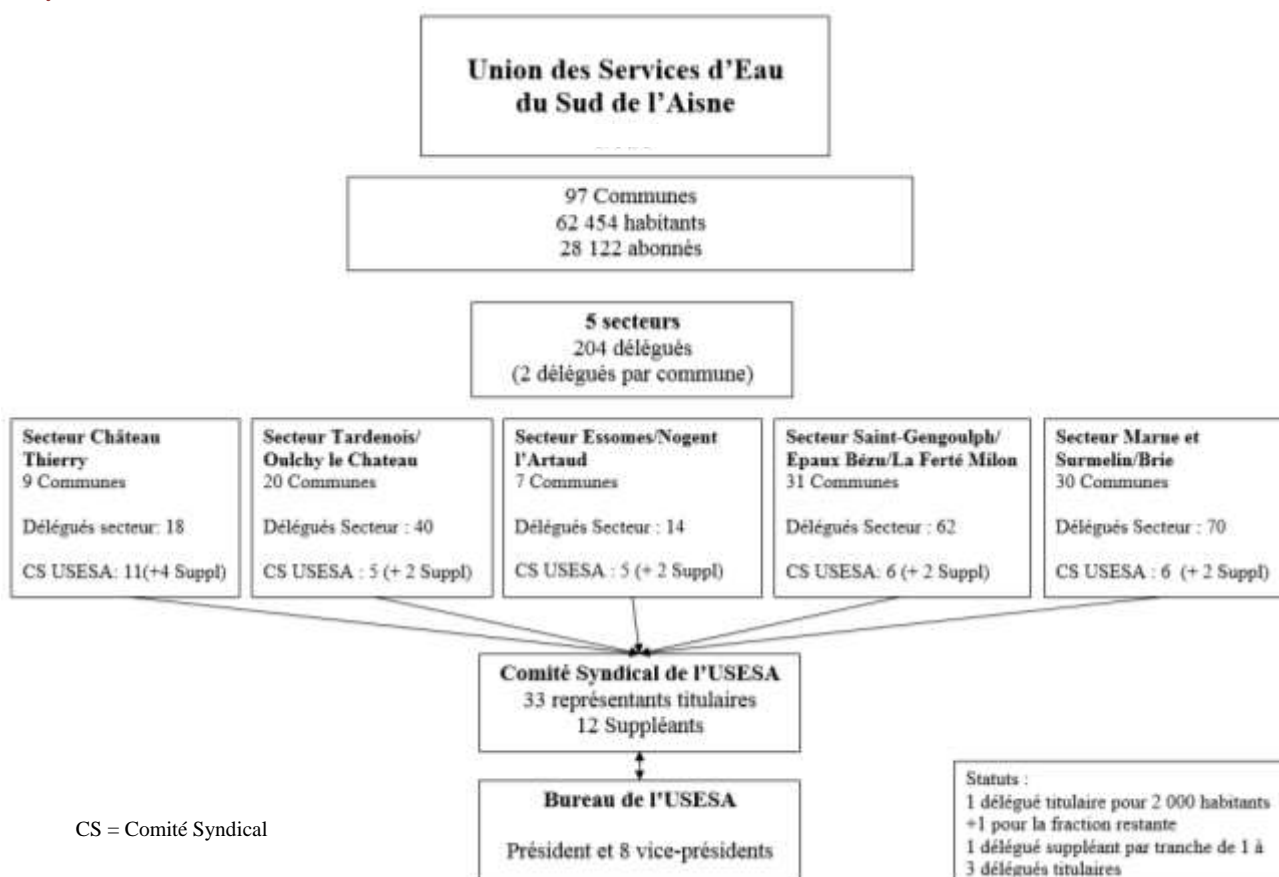 Union des Services d'Eau
du Sud de l'Aisne
97 Communes
62 454 habitants
28 122 abonnés
5 secteurs
204 délégués
(2 délégués par commune)
Secteur Château
Thierry
9 Communes
Délégués secteur: 18
CS USESA: 11(+4 Suppl)
Secteur Tardenois/
Oulchy le Chateau
20 Communes
Délégués Secteur : 40
CS USESA : 5 (+ 2 Suppl)
Secteur Essomes/Nogent
l'Artaud
7 Communes
Délégués Secteur : 14
CS USESA : 5 (+ 2 Suppl)
Secteur Saint-Gengoulph/
Epaux Bézu/La Ferté Milon
31 Communes
Délégués Secteur : 62
CS USESA: 6 (+ 2 Suppl)
Secteur Marne et
Surmelin/Brie
30 Communes
Délégués Secteur : 70
CS USESA : 6 (+ 2 Suppl)
Comité Syndical de l'USESA
33 représentants titulaires
12 Suppléants
Bureau de l'USESA
Président et 8 vice-présidents
CS = Comité Syndical
Statuts :
1 délégué titulaire pour 2 000 habitants
+1 pour la fraction restante
1 délégué suppléant par tranche de 1 à
3 délégués titulaires